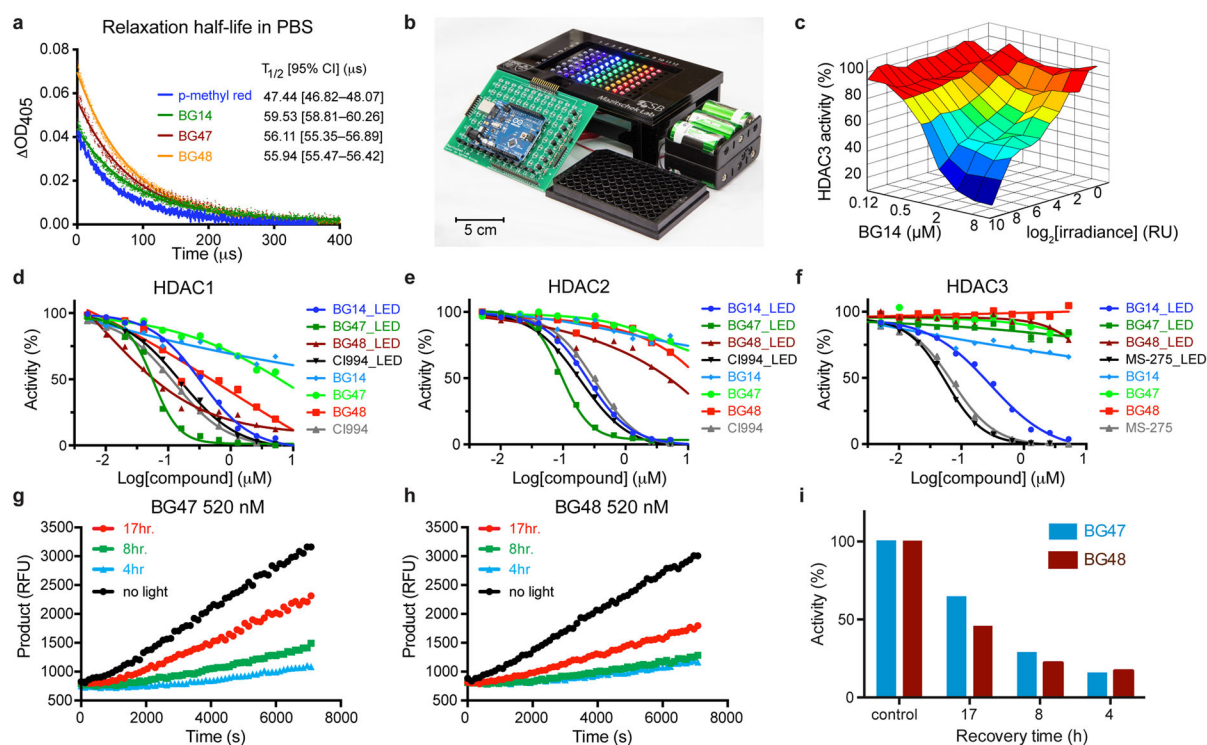 a
Relaxation half-life in PBS
ΔOD405
0.08
0.06
0.04
0.02
0.00
T1/2 [95% CI] (μs)
p-methyl red 47.44 [46.82–48.07]
BG14 59.53 [58.81–60.26]
BG47 56.11 [55.35–56.89]
BG48 55.94 [55.47–56.42]
0 100 200 300 400
Time (μs)
b
Mazitschek Lab CSB
5 cm
c
HDAC3 activity (%)
100
80
60
40
20
0.12 0.5 2 8
BG14 (μM)
10 8 6 4 2 0
log2[irradiance] (RU)
d
HDAC1
Activity (%)
100
50
0
-2 -1 0 1
Log[compound] (μM)
BG14_LED
BG47_LED
BG48_LED
CI994_LED
BG14
BG47
BG48
CI994
e
HDAC2
Activity (%)
100
50
0
-2 -1 0 1
Log[compound] (μM)
BG14_LED
BG47_LED
BG48_LED
CI994_LED
BG14
BG47
BG48
CI994
f
HDAC3
Activity (%)
100
50
0
-2 -1 0 1
Log[compound] (μM)
BG14_LED
BG47_LED
BG48_LED
MS-275_LED
BG14
BG47
BG48
MS-275
g
BG47 520 nM
Product (RFU)
3500
3000
2500
2000
1500
1000
500
17hr.
8hr.
4hr
no light
0 2000 4000 6000 8000
Time (s)
h
BG48 520 nM
Product (RFU)
3500
3000
2500
2000
1500
1000
500
17hr.
8hr.
4hr
no light
0 2000 4000 6000 8000
Time (s)
i
Activity (%)
100
50
0
BG47
BG48
control 17 8 4
Recovery time (h)